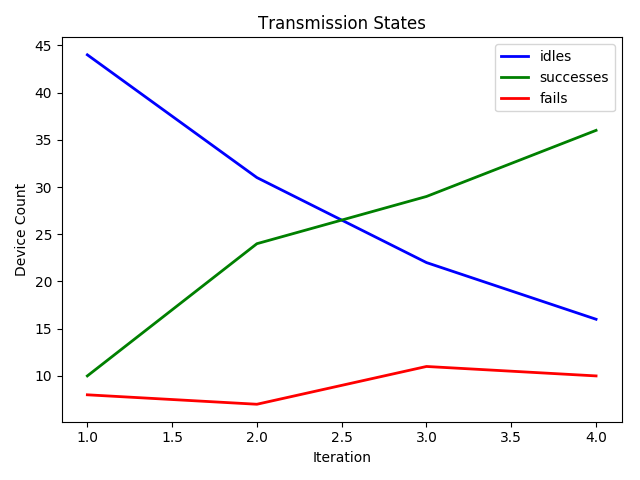 Transmission States
45
40
35
30
25
20
15
10
Device Count
idles
successes
fails
1.0 1.5 2.0 2.5 3.0 3.5 4.0
Iteration